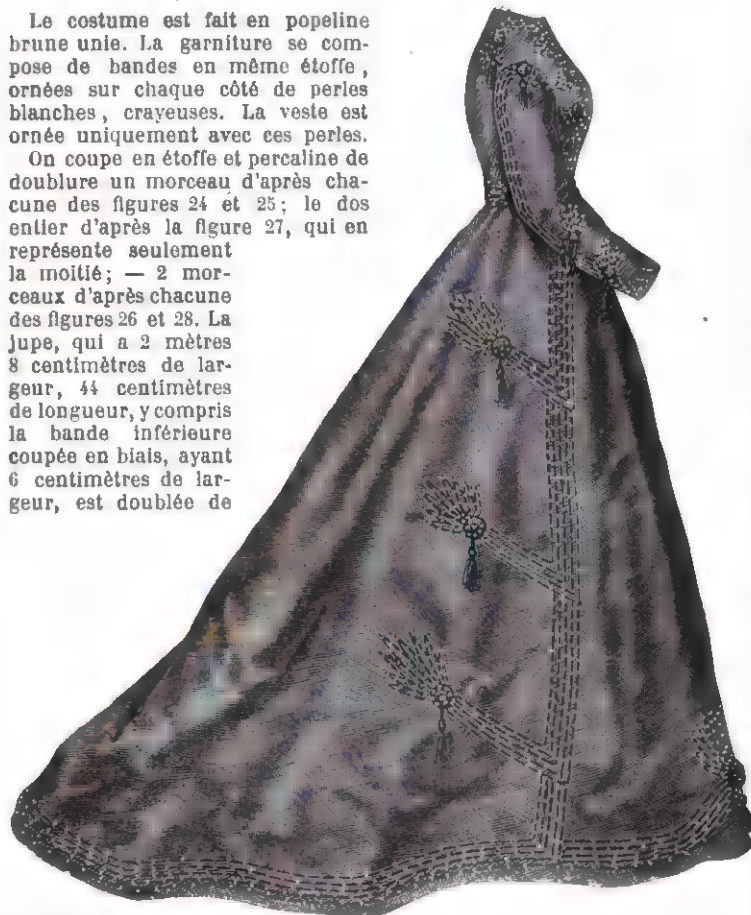 Le costume est fait en popeline
brune unie. La garniture se com-
pose de bandes en même étoffe,
ornées sur chaque côté de perles
blanches, crayeuses. La veste est
ornée uniquement avec ces perles.
On coupe en étoffe et percaline de
doublure un morceau d'après cha-
cune des figures 24 et 25; le dos
entier d'après la figure 27, qui en
représente seulement
la moitié; — 2 mor-
ceaux d'après chacune
des figures 26 et 28. La
jupe, qui a 2 mètres
8 centimètres de lar-
geur, 44 centimètres
de longueur, y compris
la bande inférieure
coupée en biais, ayant
6 centimètres de lar-
geur, est doublée de